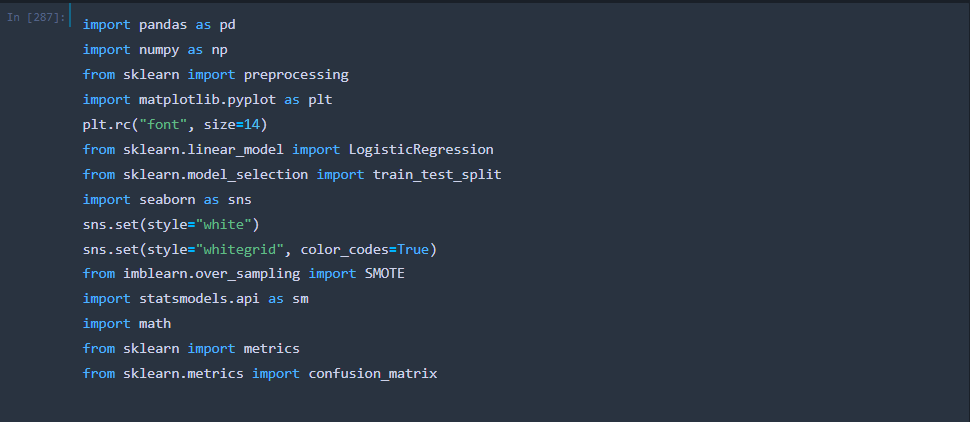 In [287]:
import pandas as pd
import numpy as np
from sklearn import preprocessing
import matplotlib.pyplot as plt
plt.rc("font", size=14)
from sklearn.linear_model import LogisticRegression
from sklearn.model_selection import train_test_split
import seaborn as sns
sns.set(style="white")
sns.set(style="whitegrid", color_codes=True)
from imblearn.over_sampling import SMOTE
import statsmodels.api as sm
import math
from sklearn import metrics
from sklearn.metrics import confusion_matrix